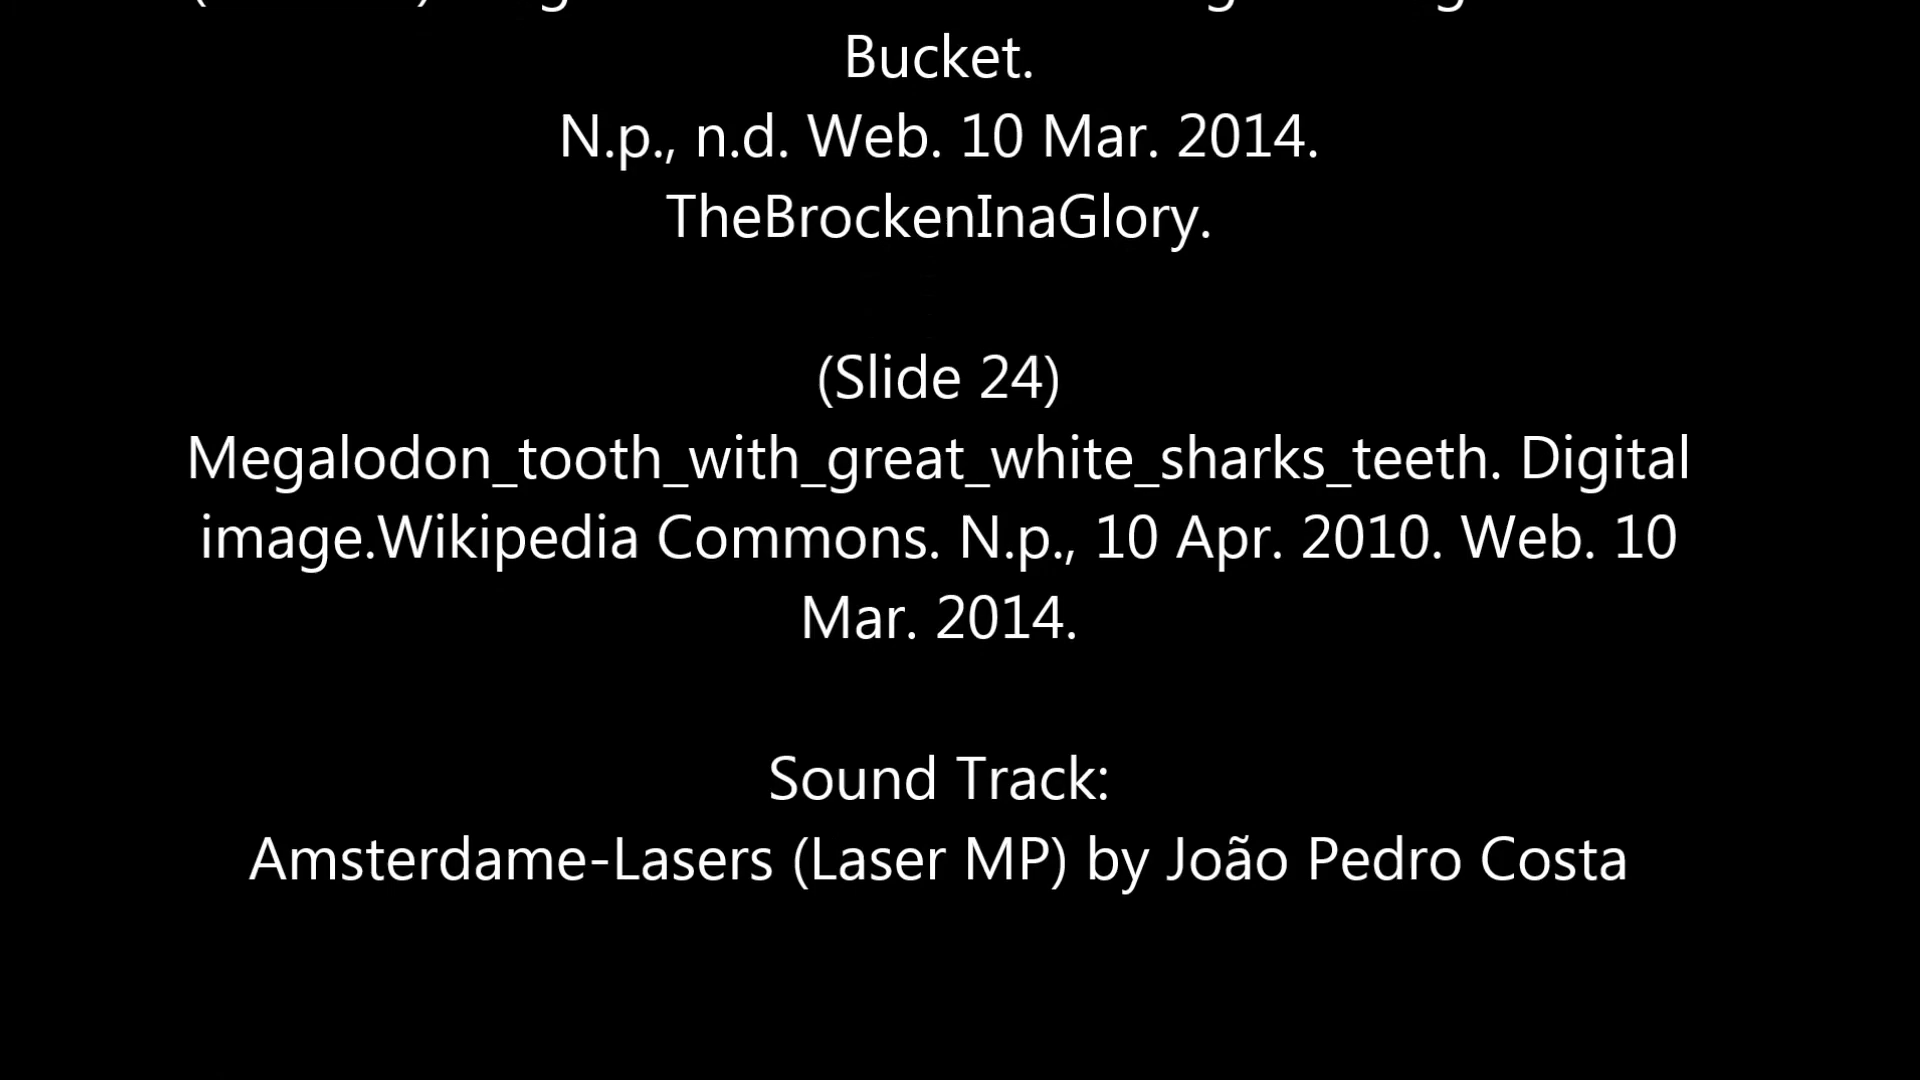 Bucket.
N.p., n.d. Web. 10 Mar. 2014.
TheBrockenInaGlory.
(Slide 24)
Megalodon_tooth_with_great_white_sharks_teeth. Digital
image.Wikipedia Commons. N.p., 10 Apr. 2010. Web. 10
Mar. 2014.
Sound Track:
Amsterdame-Lasers (Laser MP) by João Pedro Costa